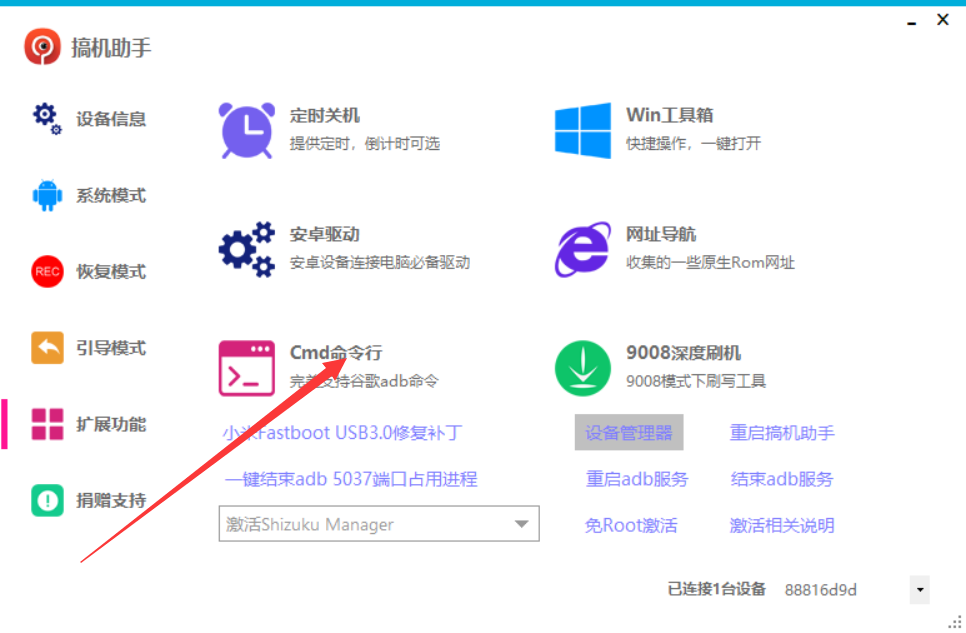 搞机助手
设备信息
系统模式
REC
恢复模式
引导模式
扩展功能
捐赠支持
定时关机
提供定时，倒计时可选
Win工具箱
快捷操作，一键打开
安卓驱动
安卓设备连接电脑必备驱动
网址导航
收集的一些原生Rom网址
Cmd命令行
完美支持谷歌adb命令
9008深度刷机
9008模式下刷写工具
小米Fastboot USB3.0修复补丁
设备管理器
重启搞机助手
一键结束adb 5037端口占用进程
重启adb服务
结束adb服务
激活Shizuku Manager
免Root激活
激活相关说明
已连接1台设备
88816d9d